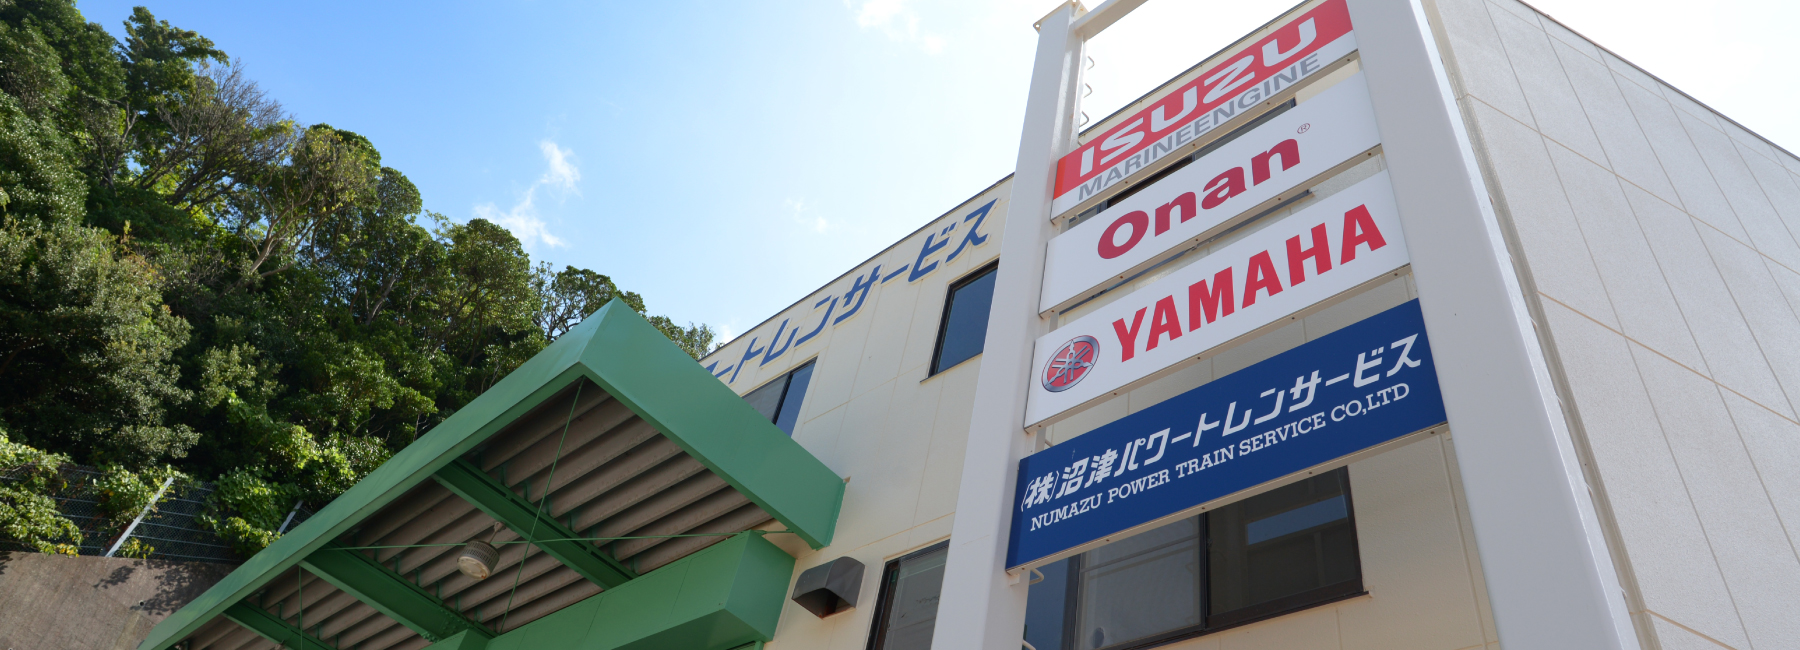 ISUZU
MARINEENGINE
Onan®
YAMAHA
(株)沼津パワートレンサービス
NUMAZU POWER TRAIN SERVICE CO,LTD
ワートレンサービス